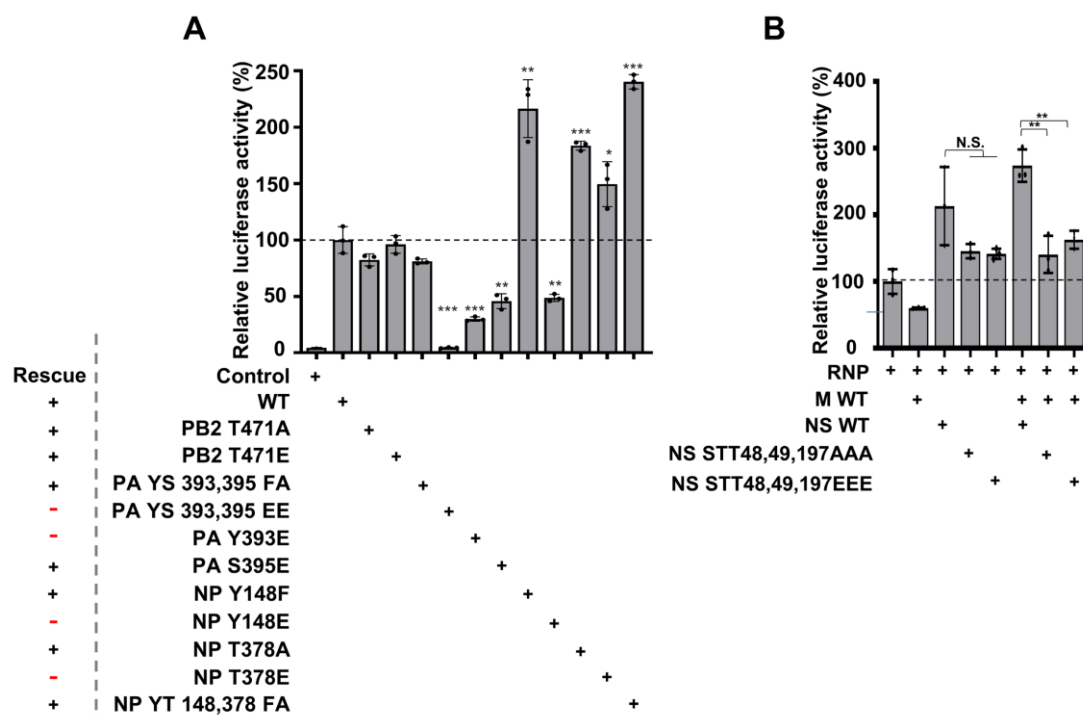 A
B
Relative luciferase activity (%)
250
200
150
100
50
0
***
***
**
**
**
***
*
***
Relative luciferase activity (%)
400
300
200
100
0
N.S.
**
**
Rescue
Control +
+ WT +
+ PB2 T471A +
+ PB2 T471E +
+ PA YS 393,395 FA +
- PA YS 393,395 EE +
- PA Y393E +
+ PA S395E +
+ NP Y148F +
- NP Y148E +
+ NP T378A +
- NP T378E +
+ NP YT 148,378 FA +
RNP + + + + + + + +
M WT + + + +
NS WT + +
NS STT48,49,197AAA + +
NS STT48,49,197EEE + +